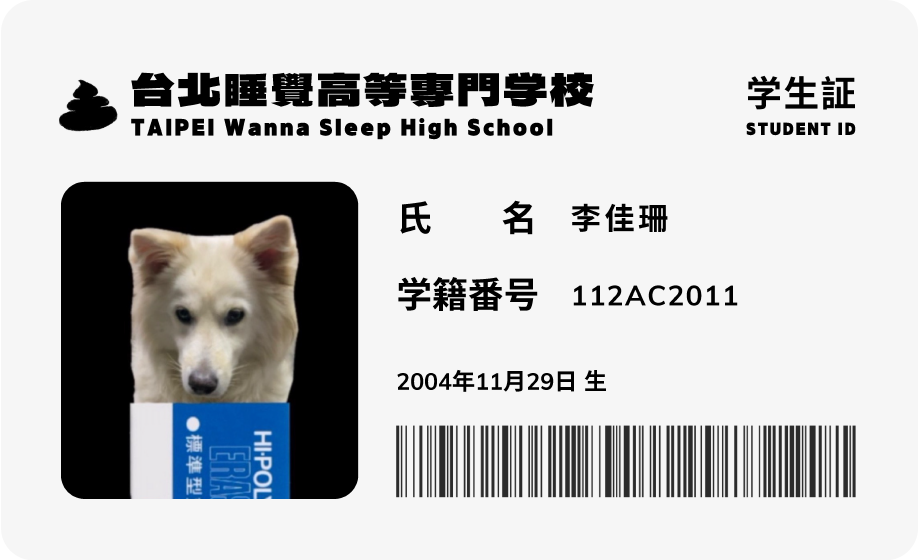 台北睡覺高等專門学校
TAIPEI Wanna Sleep High School
学生証
STUDENT ID
氏 名 李佳珊
学籍番号 112AC2011
2004年11月29日 生
HI-POL
ERAS
標準型